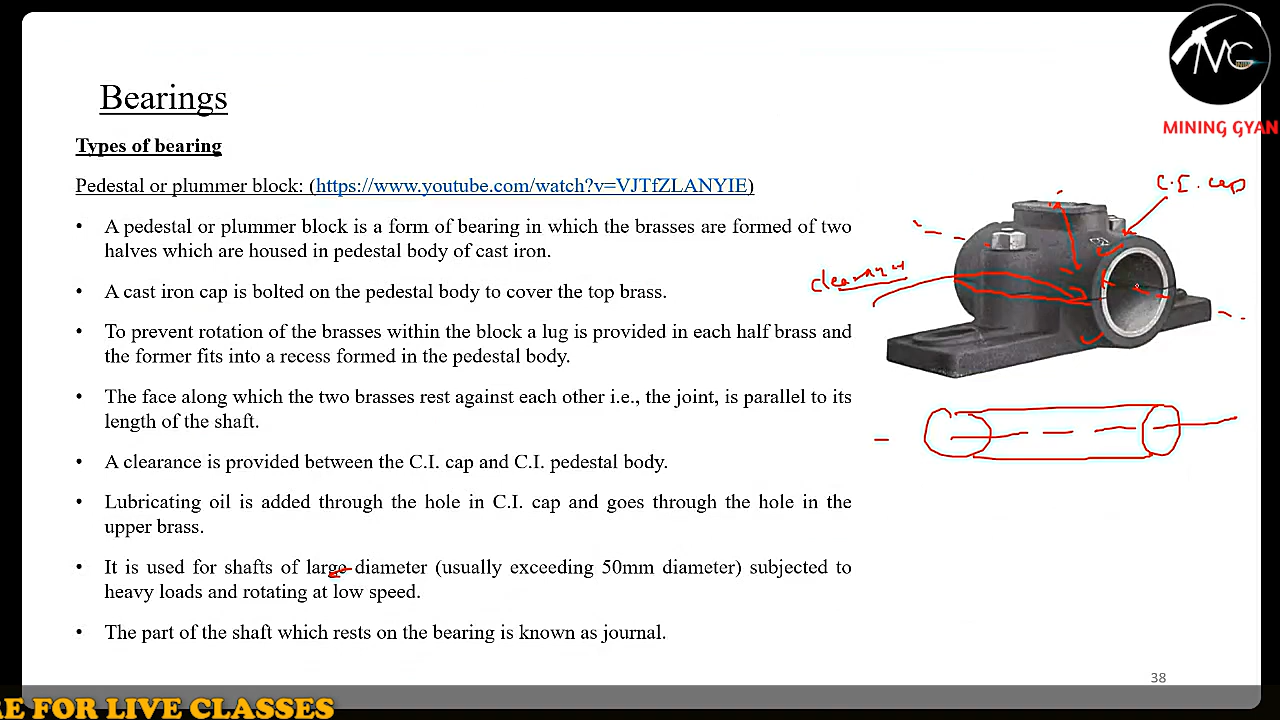 MG
MINING GYAN
Bearings
Types of bearing
Pedestal or plummer block: (https://www.youtube.com/watch?v=VJTfZLANYIE)
• A pedestal or plummer block is a form of bearing in which the brasses are formed of two
halves which are housed in pedestal body of cast iron.
• A cast iron cap is bolted on the pedestal body to cover the top brass.
• To prevent rotation of the brasses within the block a lug is provided in each half brass and
the former fits into a recess formed in the pedestal body.
• The face along which the two brasses rest against each other i.e., the joint, is parallel to its
length of the shaft.
• A clearance is provided between the C.I. cap and C.I. pedestal body.
• Lubricating oil is added through the hole in C.I. cap and goes through the hole in the
upper brass.
• It is used for shafts of large diameter (usually exceeding 50mm diameter) subjected to
heavy loads and rotating at low speed.
• The part of the shaft which rests on the bearing is known as journal.
C.I. cap
38
RE FOR LIVE CLASSES